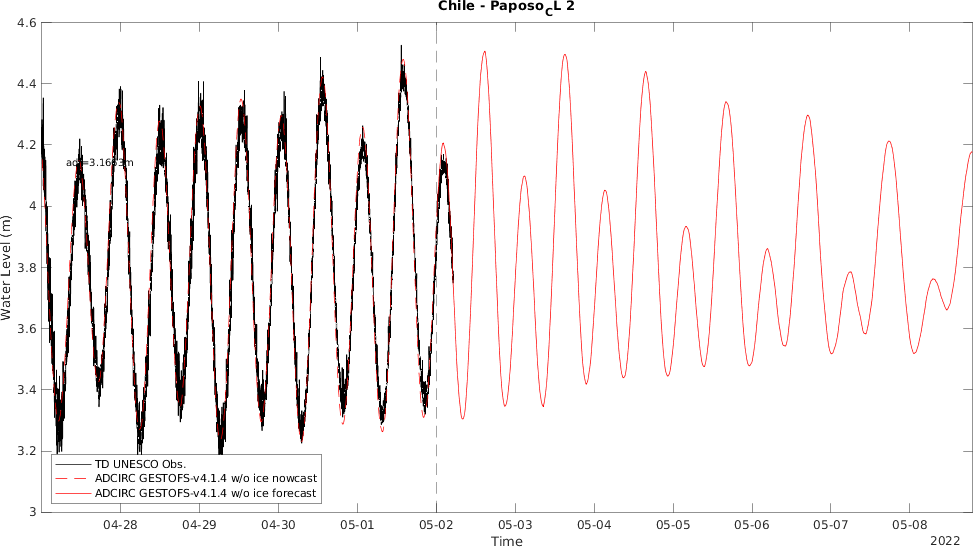 Chile - Paposo_CL 2
4.6
4.4
4.2
4
3.8
3.6
3.4
3.2
3
Water Level (m)
TD UNESCO Obs.
ADCIRC GESTOFS-v4.1.4 w/o ice nowcast
ADCIRC GESTOFS-v4.1.4 w/o ice forecast
04-28 04-29 04-30 05-01 05-02 05-03 05-04 05-05 05-06 05-07 05-08
Time
2022